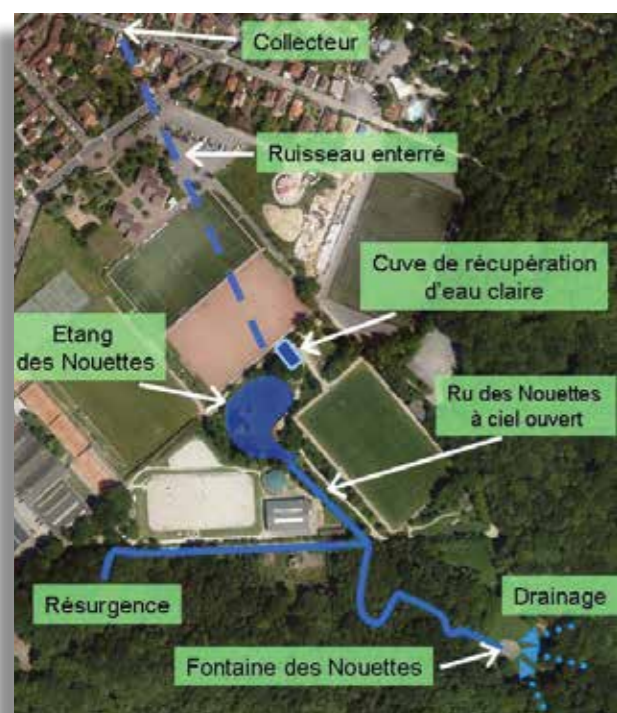 Collecteur
Ruisseau enterré
Cuve de récupération
d'eau claire
Etang
des Nouettes
Ru des Nouettes
à ciel ouvert
Résurgence
Drainage
Fontaine des Nouettes